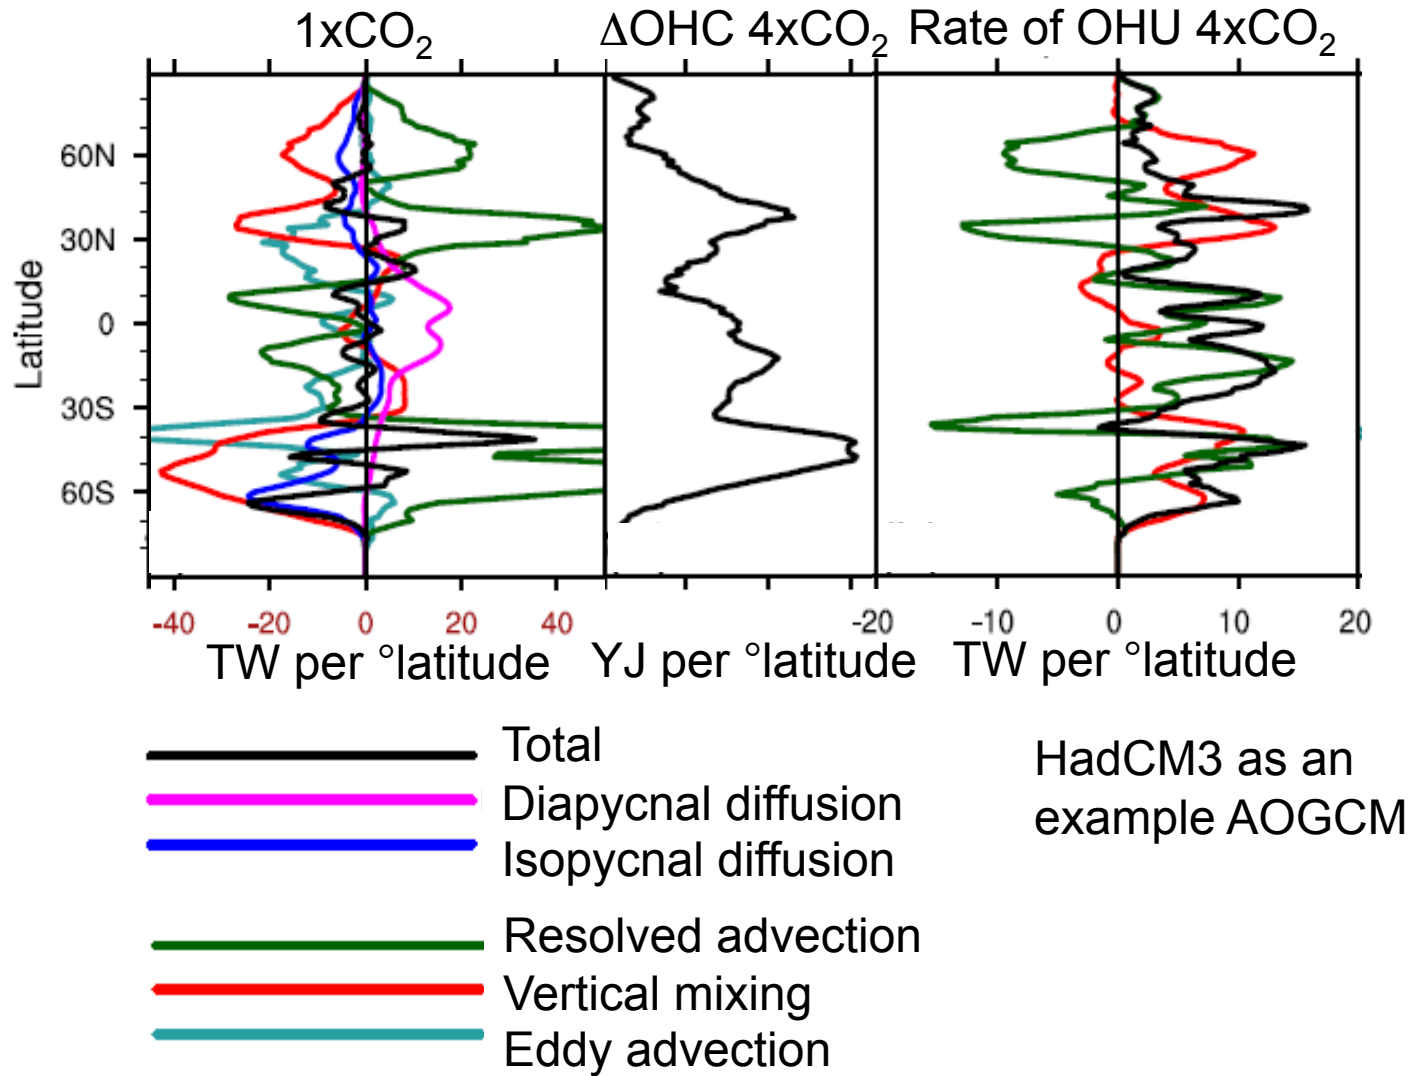 1xCO₂
ΔOHC 4xCO₂
Rate of OHU 4xCO₂
Latitude
60N
30N
0
30S
60S
-40 -20 0 20 40
-20 -10 0 10 20
TW per °latitude
YJ per °latitude
TW per °latitude
Total
Diapycnal diffusion
Isopycnal diffusion
Resolved advection
Vertical mixing
Eddy advection
HadCM3 as an
example AOGCM